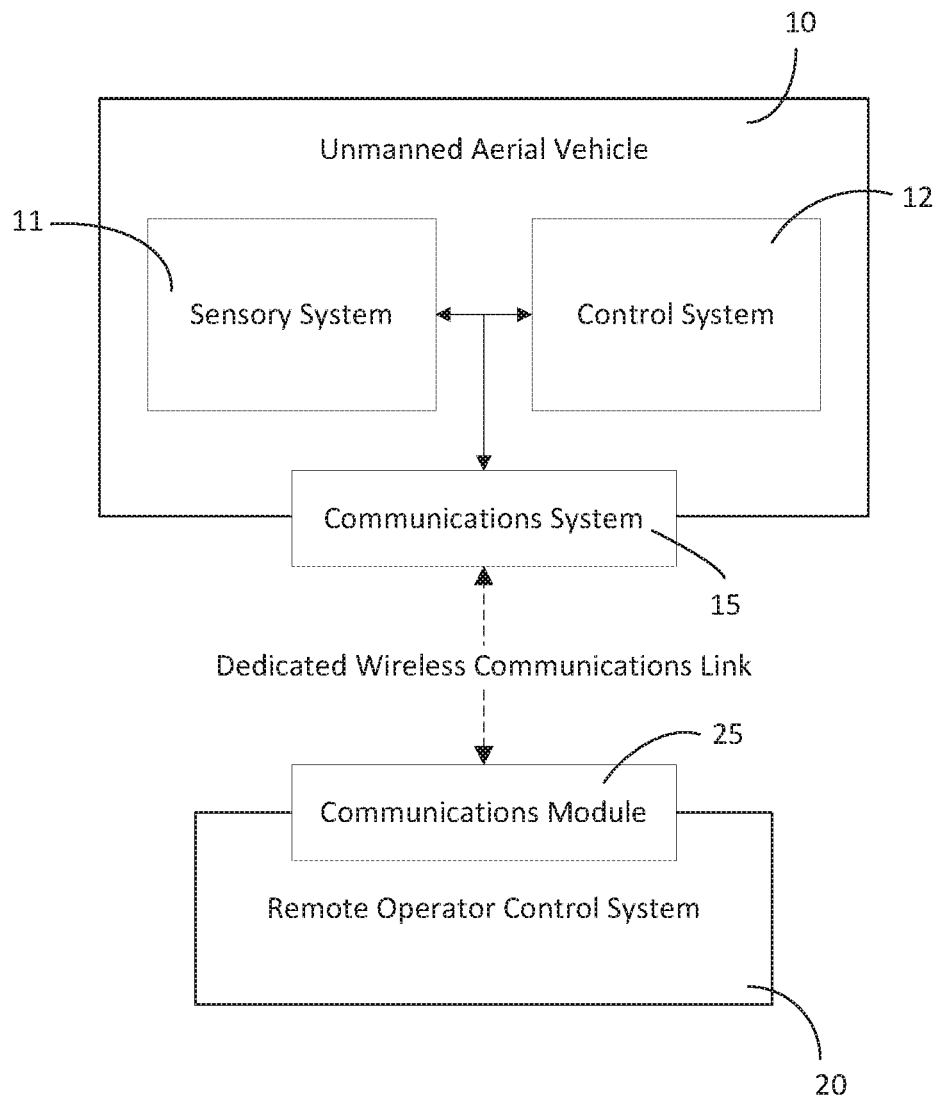 10
Unmanned Aerial Vehicle
11
12
Sensory System
Control System
Communications System
15
Dedicated Wireless Communications Link
25
Communications Module
Remote Operator Control System
20